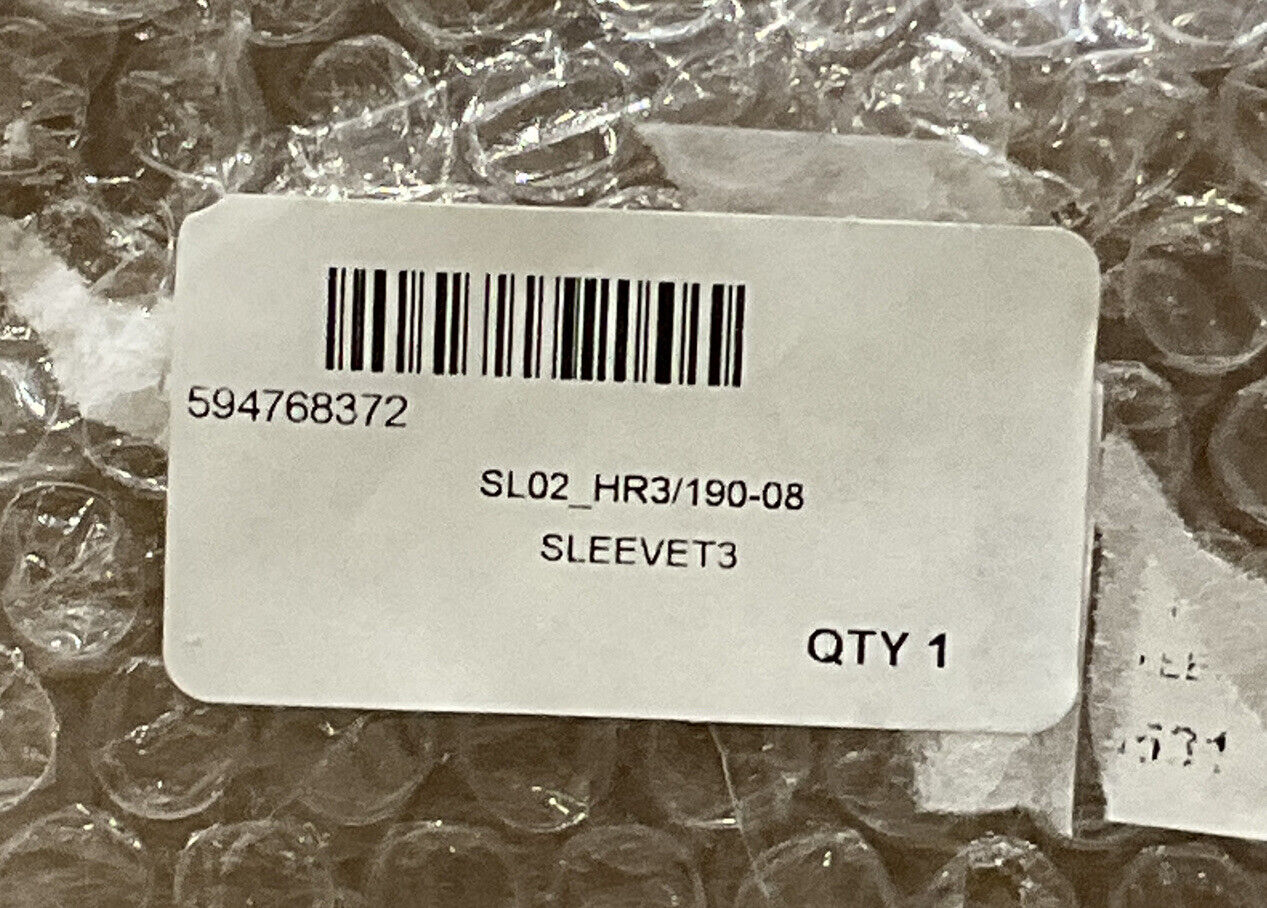 594768372
SL02_HR3/190-08
SLEEVET3
QTY 1